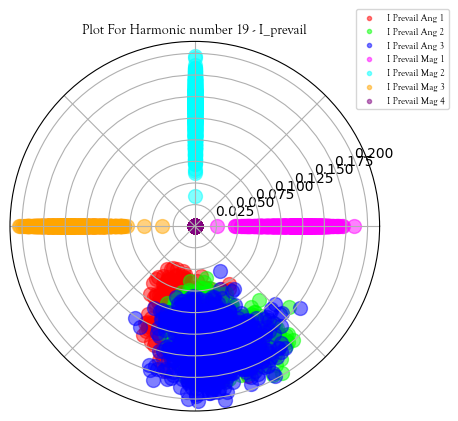 Plot For Harmonic number 19 - I_prevail
I Prevail Ang 1
I Prevail Ang 2
I Prevail Ang 3
I Prevail Mag 1
I Prevail Mag 2
I Prevail Mag 3
I Prevail Mag 4
0.200
0.175
0.150
0.125
0.100
0.075
0.050
0.025